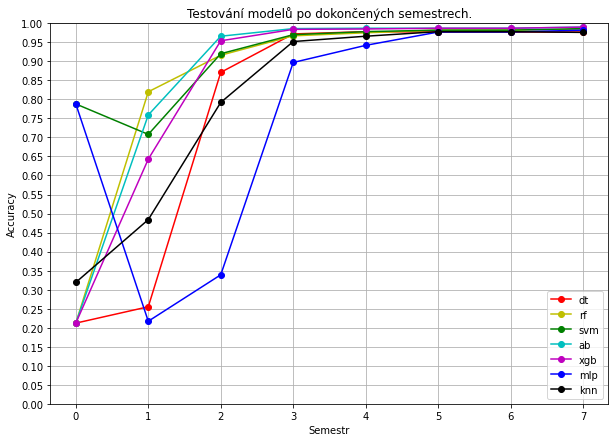 Testování modelů po dokončených semestrech.
Accuracy
1.00
0.95
0.90
0.85
0.80
0.75
0.70
0.65
0.60
0.55
0.50
0.45
0.40
0.35
0.30
0.25
0.20
0.15
0.10
0.05
0.00
dt
rf
svm
ab
xgb
mlp
knn
0 1 2 3 4 5 6 7
Semestr